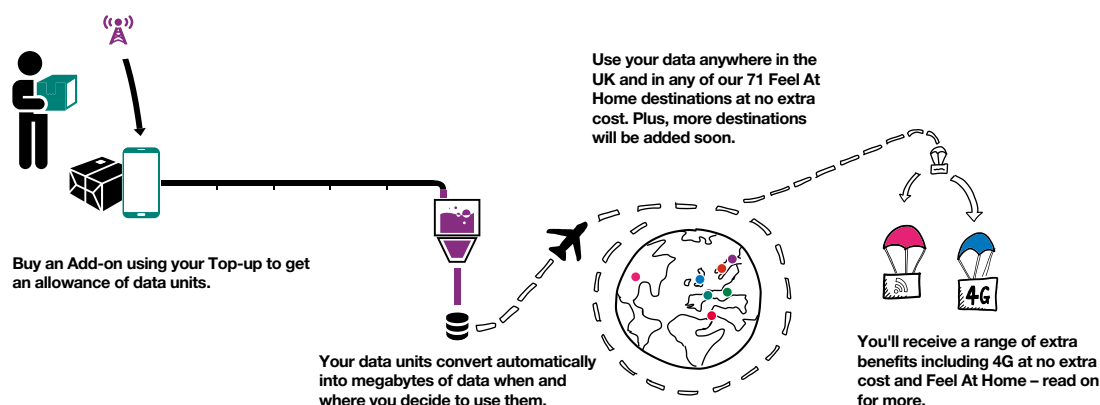 Buy an Add-on using your Top-up to get
an allowance of data units.
Your data units convert automatically
into megabytes of data when and
where you decide to use them.
Use your data anywhere in the
UK and in any of our 71 Feel At
Home destinations at no extra
cost. Plus, more destinations
will be added soon.
4G
You'll receive a range of extra
benefits including 4G at no extra
cost and Feel At Home – read on
for more.